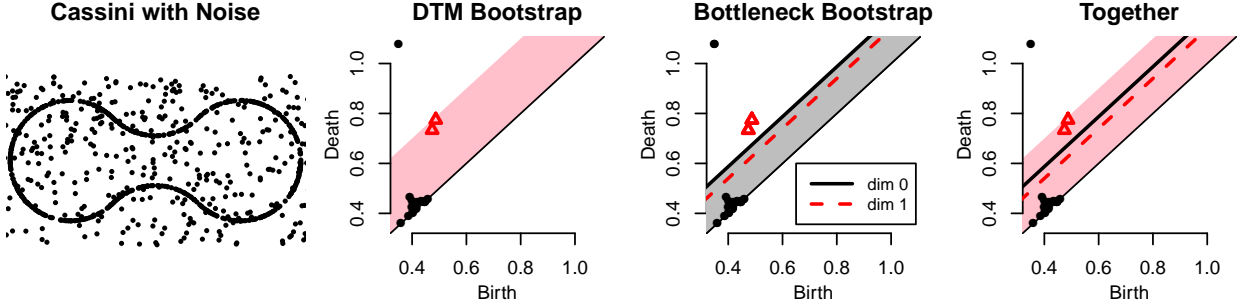 Cassini with Noise
DTM Bootstrap
Death
0.4 0.6 0.8 1.0
0.4 0.6 0.8 1.0
Birth
Bottleneck Bootstrap
Death
0.4 0.6 0.8 1.0
dim 0
dim 1
0.4 0.6 0.8 1.0
Birth
Together
Death
0.4 0.6 0.8 1.0
0.4 0.6 0.8 1.0
Birth